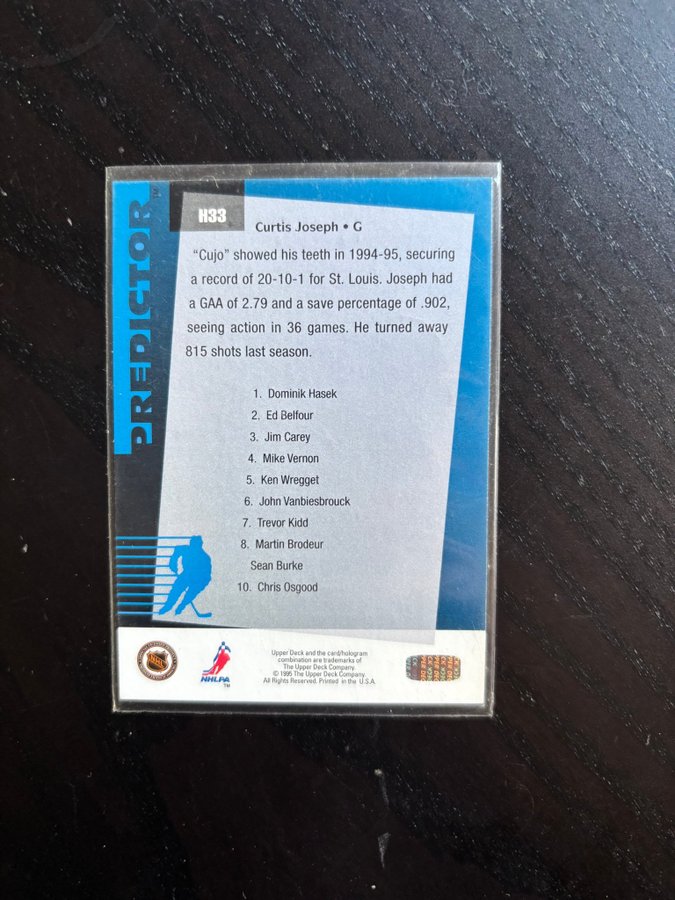 PREDICTOR™
H33
Curtis Joseph • G
“Cujo” showed his teeth in 1994-95, securing
a record of 20-10-1 for St. Louis. Joseph had
a GAA of 2.79 and a save percentage of .902,
seeing action in 36 games. He turned away
815 shots last season.
1. Dominik Hasek
2. Ed Belfour
3. Jim Carey
4. Mike Vernon
5. Ken Wregget
6. John Vanbiesbrouck
7. Trevor Kidd
8. Martin Brodeur
Sean Burke
10. Chris Osgood
NHLPA
™
Upper Deck and the card/hologram
combination are trademarks of
The Upper Deck Company.
© 1995 The Upper Deck Company.
All Rights Reserved. Printed in the U.S.A.